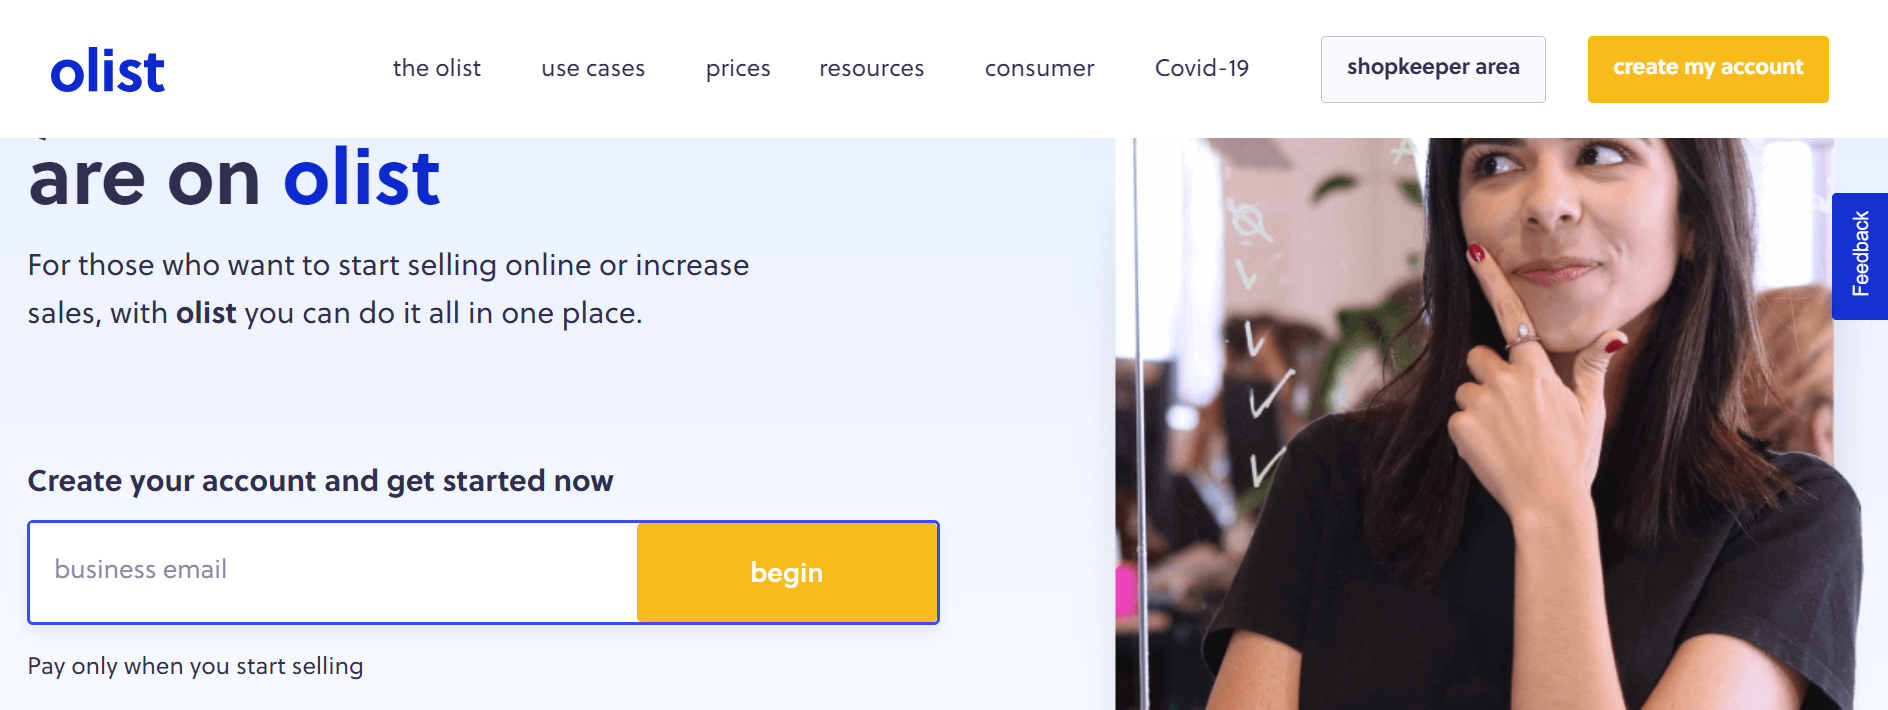 olist
the olist
use cases
prices
resources
consumer
Covid-19
shopkeeper area
create my account
are on olist
For those who want to start selling online or increase
sales, with olist you can do it all in one place.
Feedback
Create your account and get started now
business email
begin
Pay only when you start selling